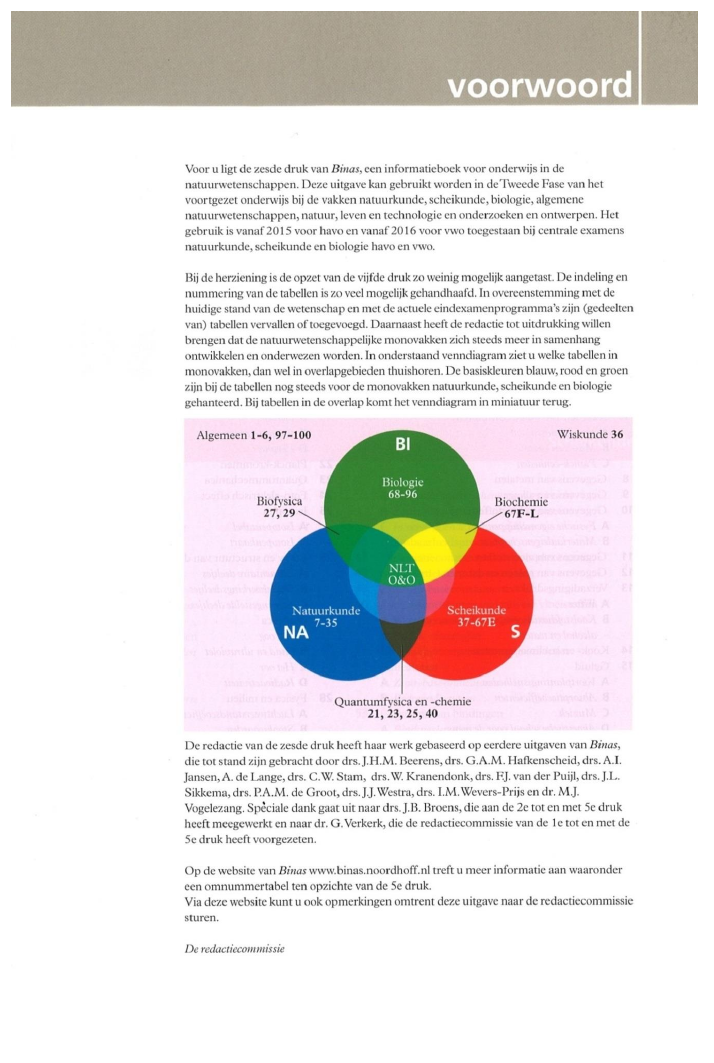 voorwoord
Voor u ligt de zesde druk van Binas, een informatieboek voor onderwijs in de
natuurwetenschappen. Deze uitgave kan gebruikt worden in de Tweede Fase van het
voortgezet onderwijs bij de vakken natuurkunde, scheikunde, biologie, algemene
natuurwetenschappen, natuur, leven en technologie en onderzoeken en ontwerpen. Het
gebruik is vanaf 2015 voor havo en vanaf 2016 voor vwo toegestaan bij centrale examens
natuurkunde, scheikunde en biologie havo en vwo.
Bij de herziening is de opzet van de vijfde druk zo weinig mogelijk aangetast. De indeling en
nummering van de tabellen is zo veel mogelijk gehandhaafd. In overeenstemming met de
huidige stand van de wetenschap en met de actuele eindexamenprogramma's zijn (gedeelten
van) tabellen vervallen of toegevoegd. Daarnaast heeft de redactie tot uitdrukking willen
brengen dat de natuurwetenschappelijke monovakken zich steeds meer in samenhang
ontwikkelen en onderwezen worden. In onderstaand venndiagram ziet u welke tabellen in
monovakken, dan wel in overlapgebieden thuishoren. De basiskleuren blauw, rood en groen
zijn bij de tabellen nog steeds voor de monovakken natuurkunde, scheikunde en biologie
gehanteerd. Bij tabellen in de overlap komt het venndiagram in miniatuur terug.
Algemeen 1-6, 97-100
Wiskunde 36
BI
Biologie
68-96
Biofysica
27, 29
Biochemie
67F-L
NLT
O&O
Natuurkunde
7-35
NA
Scheikunde
37-67E
S
Quantumfysica en -chemie
21, 23, 25, 40
De redactie van de zesde druk heeft haar werk gebaseerd op eerdere uitgaven van Binas,
die tot stand zijn gebracht door drs. J.H.M. Beerens, drs. G.A.M. Hafkenscheid, drs. A.I.
Jansen, A. de Lange, drs. C.W. Stam, drs. W. Kranendonk, drs. F.J. van der Puijl, drs. J.L.
Sikkema, drs. P.A.M. de Groot, drs. J.J. Westra, drs. I.M. Wevers-Prijs en dr. M.J.
Vogelezang. Speciale dank gaat uit naar drs. J.B. Broens, die aan de 2e tot en met 5e druk
heeft meegewerkt en naar dr. G. Verkerk, die de redactiecommissie van de 1e tot en met de
5e druk heeft voorgezeten.
Op de website van Binas www.binas.noordhoff.nl treft u meer informatie aan waaronder
een omnummertabel ten opzichte van de 5e druk.
Via deze website kunt u ook opmerkingen omtrent deze uitgave naar de redactiecommissie
sturen.
De redactiecommissie